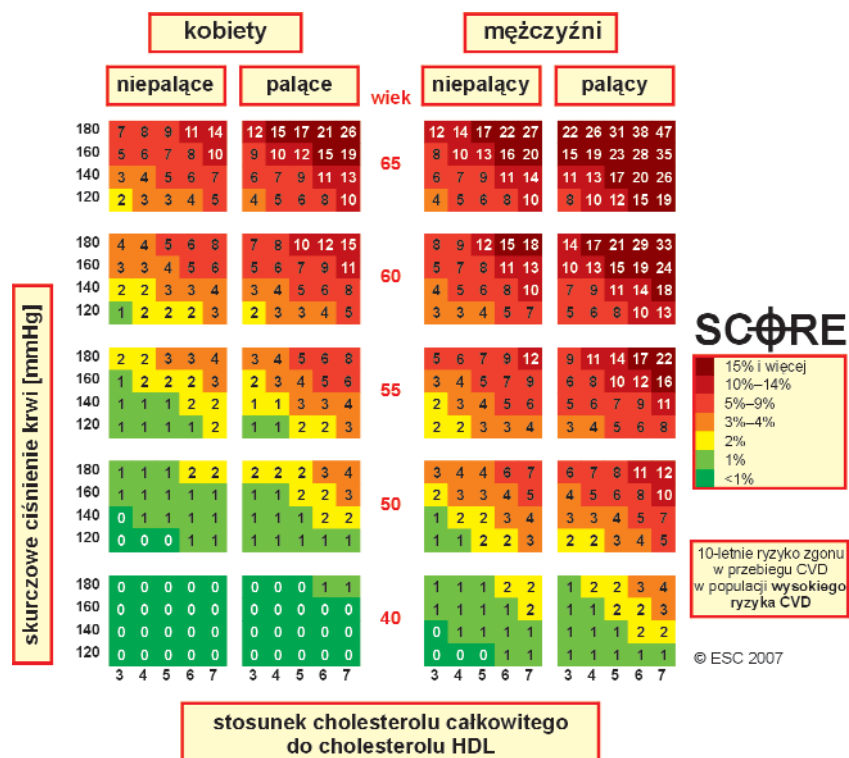 kobiety mężczyźni
niepalące palące wiek niepalący palący
180 7 8 9 11 14 12 15 17 21 26 12 14 17 22 27 22 26 31 38 47
160 5 6 7 8 10 9 10 12 15 19 8 10 13 16 20 15 19 23 28 35
65
140 3 4 5 6 7 6 7 9 11 13 6 7 9 11 14 11 13 17 20 26
120 2 3 3 4 5 4 5 6 8 10 4 5 6 8 10 8 10 12 15 19
180 4 4 5 6 8 7 8 10 12 15 8 9 12 15 18 14 17 21 29 33
160 3 3 4 5 6 5 6 7 9 11 5 7 8 11 13 10 13 15 19 24
60
140 2 2 3 3 4 3 4 5 6 8 4 5 6 8 10 7 9 11 14 18
120 1 2 2 2 3 2 3 3 4 5 3 3 4 5 7 5 6 8 10 13
skurczowe ciśnienie krwi [mmHg]
180 2 2 3 3 4 3 4 5 6 8 5 6 7 9 12 9 11 14 17 22
160 1 2 2 2 3 2 3 4 5 6 3 4 5 7 9 6 8 10 12 16
55
140 1 1 1 2 2 1 1 3 3 4 2 3 4 5 6 5 6 7 9 11
120 1 1 1 1 2 1 1 2 2 3 2 2 3 3 4 3 4 5 6 8
180 1 1 1 2 2 2 2 2 3 4 3 4 4 6 7 6 7 8 11 12
160 1 1 1 1 1 1 1 2 2 3 2 3 3 4 5 4 5 6 8 10
50
140 0 1 1 1 1 1 1 1 2 2 1 2 2 3 4 3 3 4 5 7
120 0 0 0 1 1 1 1 1 1 1 1 1 2 2 3 2 2 3 4 5
180 0 0 0 0 0 0 0 0 1 1 1 1 1 2 2 1 2 2 3 4
160 0 0 0 0 0 0 0 0 0 0 1 1 1 1 2 1 1 2 2 3
40
140 0 0 0 0 0 0 0 0 0 0 0 1 1 1 1 1 1 1 2 2
120 0 0 0 0 0 0 0 0 0 0 0 0 0 1 1 1 1 1 1 1
3 4 5 6 7 3 4 5 6 7 3 4 5 6 7 3 4 5 6 7
stosunek cholesterolu całkowitego
do cholesterolu HDL
SCORE
15% i więcej
10%–14%
5%–9%
3%–4%
2%
1%
<1%
10-letnie ryzyko zgonu
w przebiegu CVD
w populacji wysokiego
ryzyka CVD
© ESC 2007